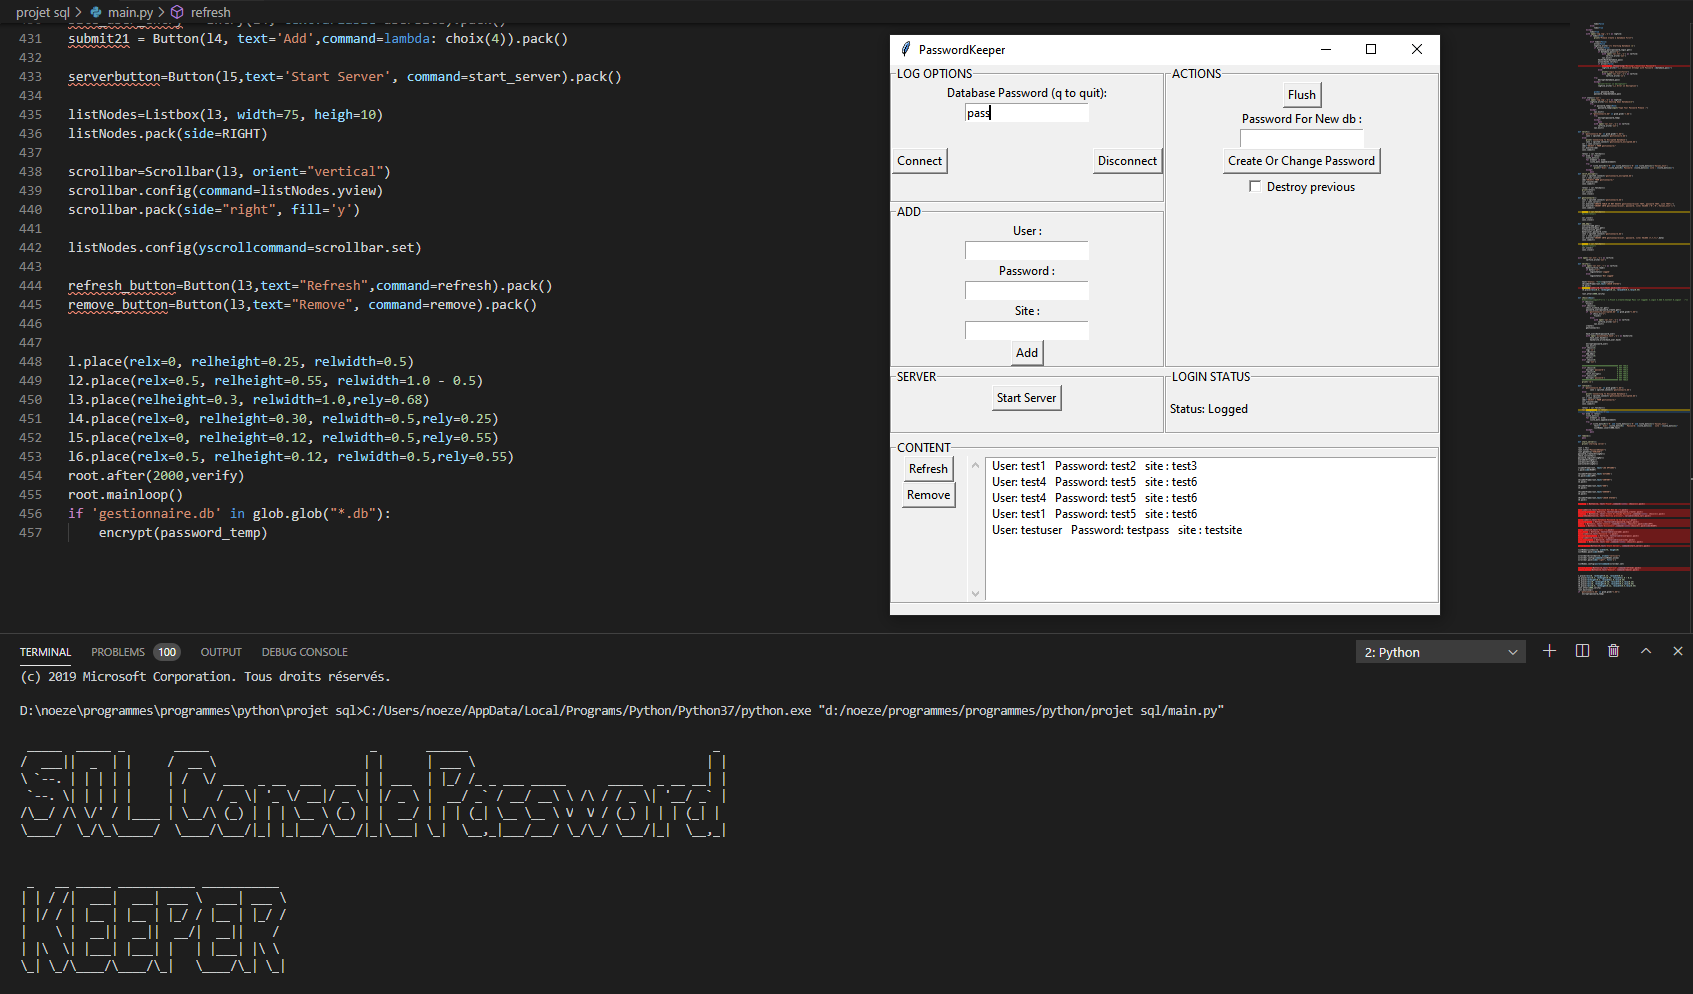 projet sql > main.py > refresh
431 submit21 = Button(l4, text='Add',command=lambda: choix(4)).pack()
432
433 serverbutton=Button(l5,text='Start Server', command=start_server).pack()
434
435 listNodes=Listbox(l3, width=75, heigh=10)
436 listNodes.pack(side=RIGHT)
437
438 scrollbar=Scrollbar(l3, orient="vertical")
439 scrollbar.config(command=listNodes.yview)
440 scrollbar.pack(side="right", fill='y')
441
442 listNodes.config(yscrollcommand=scrollbar.set)
443
444 refresh_button=Button(l3,text="Refresh",command=refresh).pack()
445 remove_button=Button(l3,text="Remove", command=remove).pack()
446
447
448 l.place(relx=0, relheight=0.25, relwidth=0.5)
449 l2.place(relx=0.5, relheight=0.55, relwidth=1.0 - 0.5)
450 l3.place(relheight=0.3, relwidth=1.0,rely=0.68)
451 l4.place(relx=0, relheight=0.30, relwidth=0.5,rely=0.25)
452 l5.place(relx=0, relheight=0.12, relwidth=0.5,rely=0.55)
453 l6.place(relx=0.5, relheight=0.12, relwidth=0.5,rely=0.55)
454 root.after(2000,verify)
455 root.mainloop()
456 if 'gestionnaire.db' in glob.glob("*.db"):
457 encrypt(password_temp)
PasswordKeeper
LOG OPTIONS
Database Password (q to quit):
pass
Connect Disconnect
ACTIONS
Flush
Password For New db :
Create Or Change Password
Destroy previous
ADD
User :
Password :
Site :
Add
SERVER
Start Server
LOGIN STATUS
Status: Logged
CONTENT
Refresh
Remove
User: test1 Password: test2 site : test3
User: test4 Password: test5 site : test6
User: test4 Password: test5 site : test6
User: test1 Password: test5 site : test6
User: testuser Password: testpass site : testsite
TERMINAL PROBLEMS 100 OUTPUT DEBUG CONSOLE 2: Python
(c) 2019 Microsoft Corporation. Tous droits réservés.
D:\noeze\programmes\programmes\python\projet sql>C:/Users/noeze/AppData/Local/Programs/Python/Python37/python.exe "d:/noeze/programmes/programmes/python/projet sql/main.py"
SQL Console Password
KEEPER